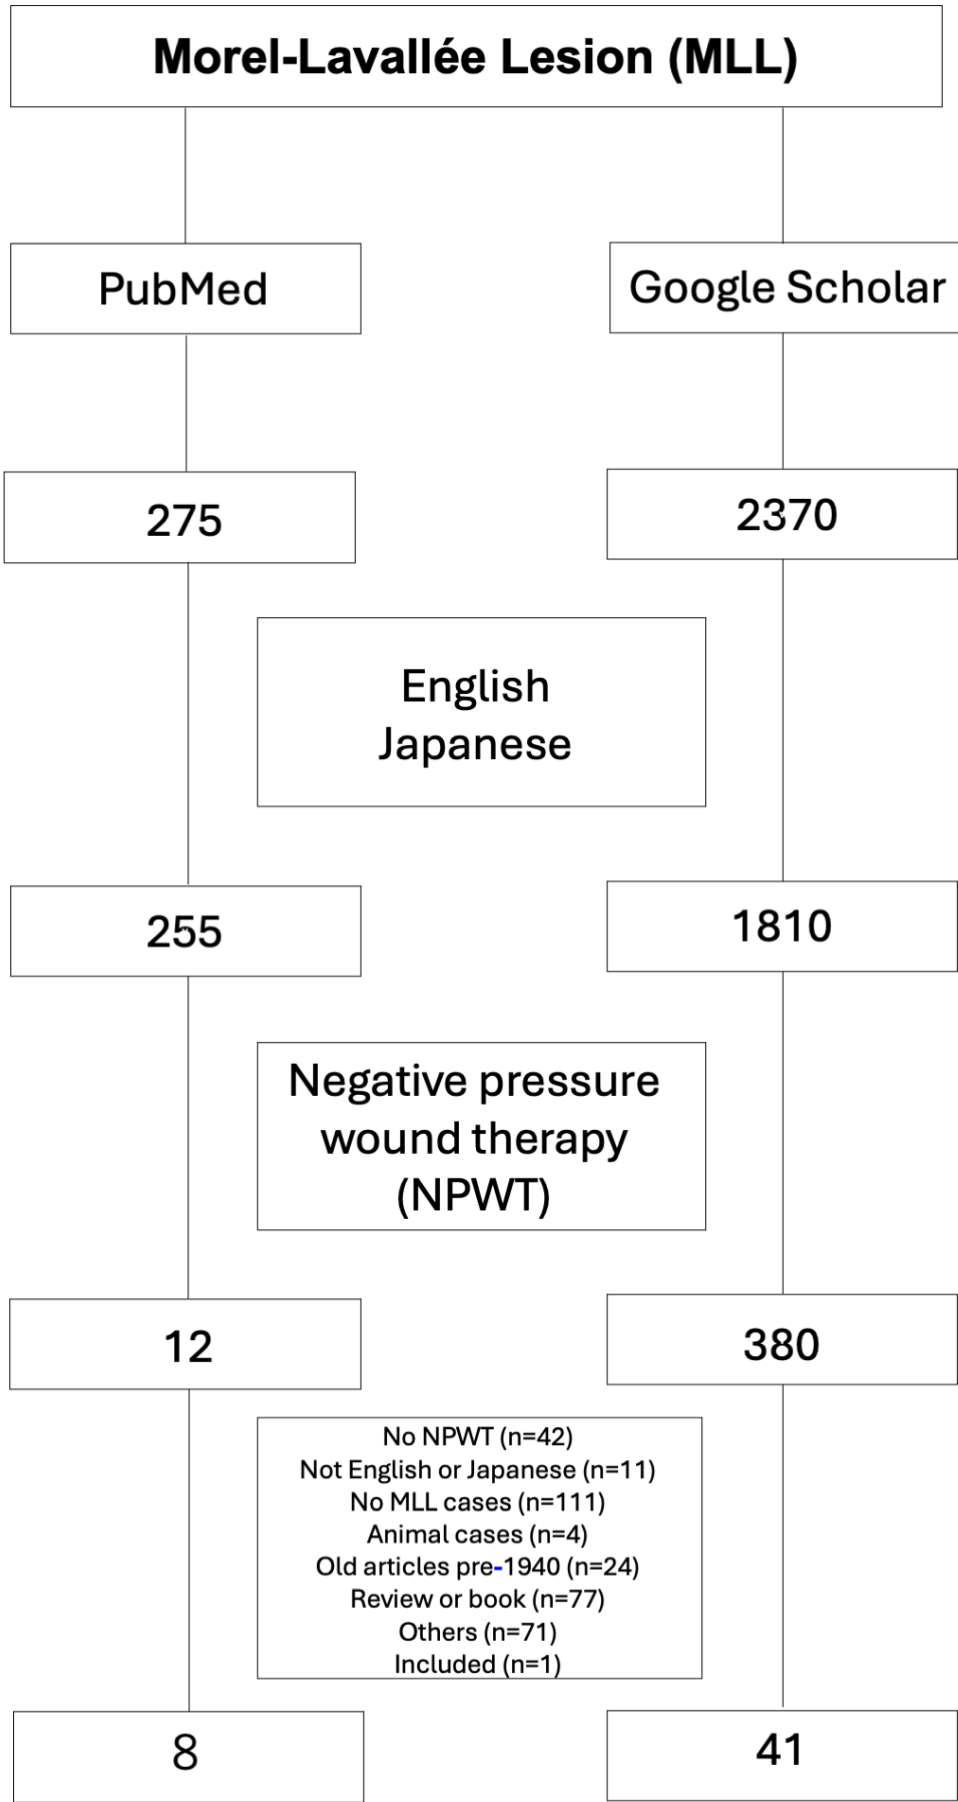 Morel-Lavallée Lesion (MLL)
PubMed
Google Scholar
275
2370
English
Japanese
255
1810
Negative pressure
wound therapy
(NPWT)
12
380
No NPWT (n=42)
Not English or Japanese (n=11)
No MLL cases (n=111)
Animal cases (n=4)
Old articles pre-1940 (n=24)
Review or book (n=77)
Others (n=71)
Included (n=1)
8
41